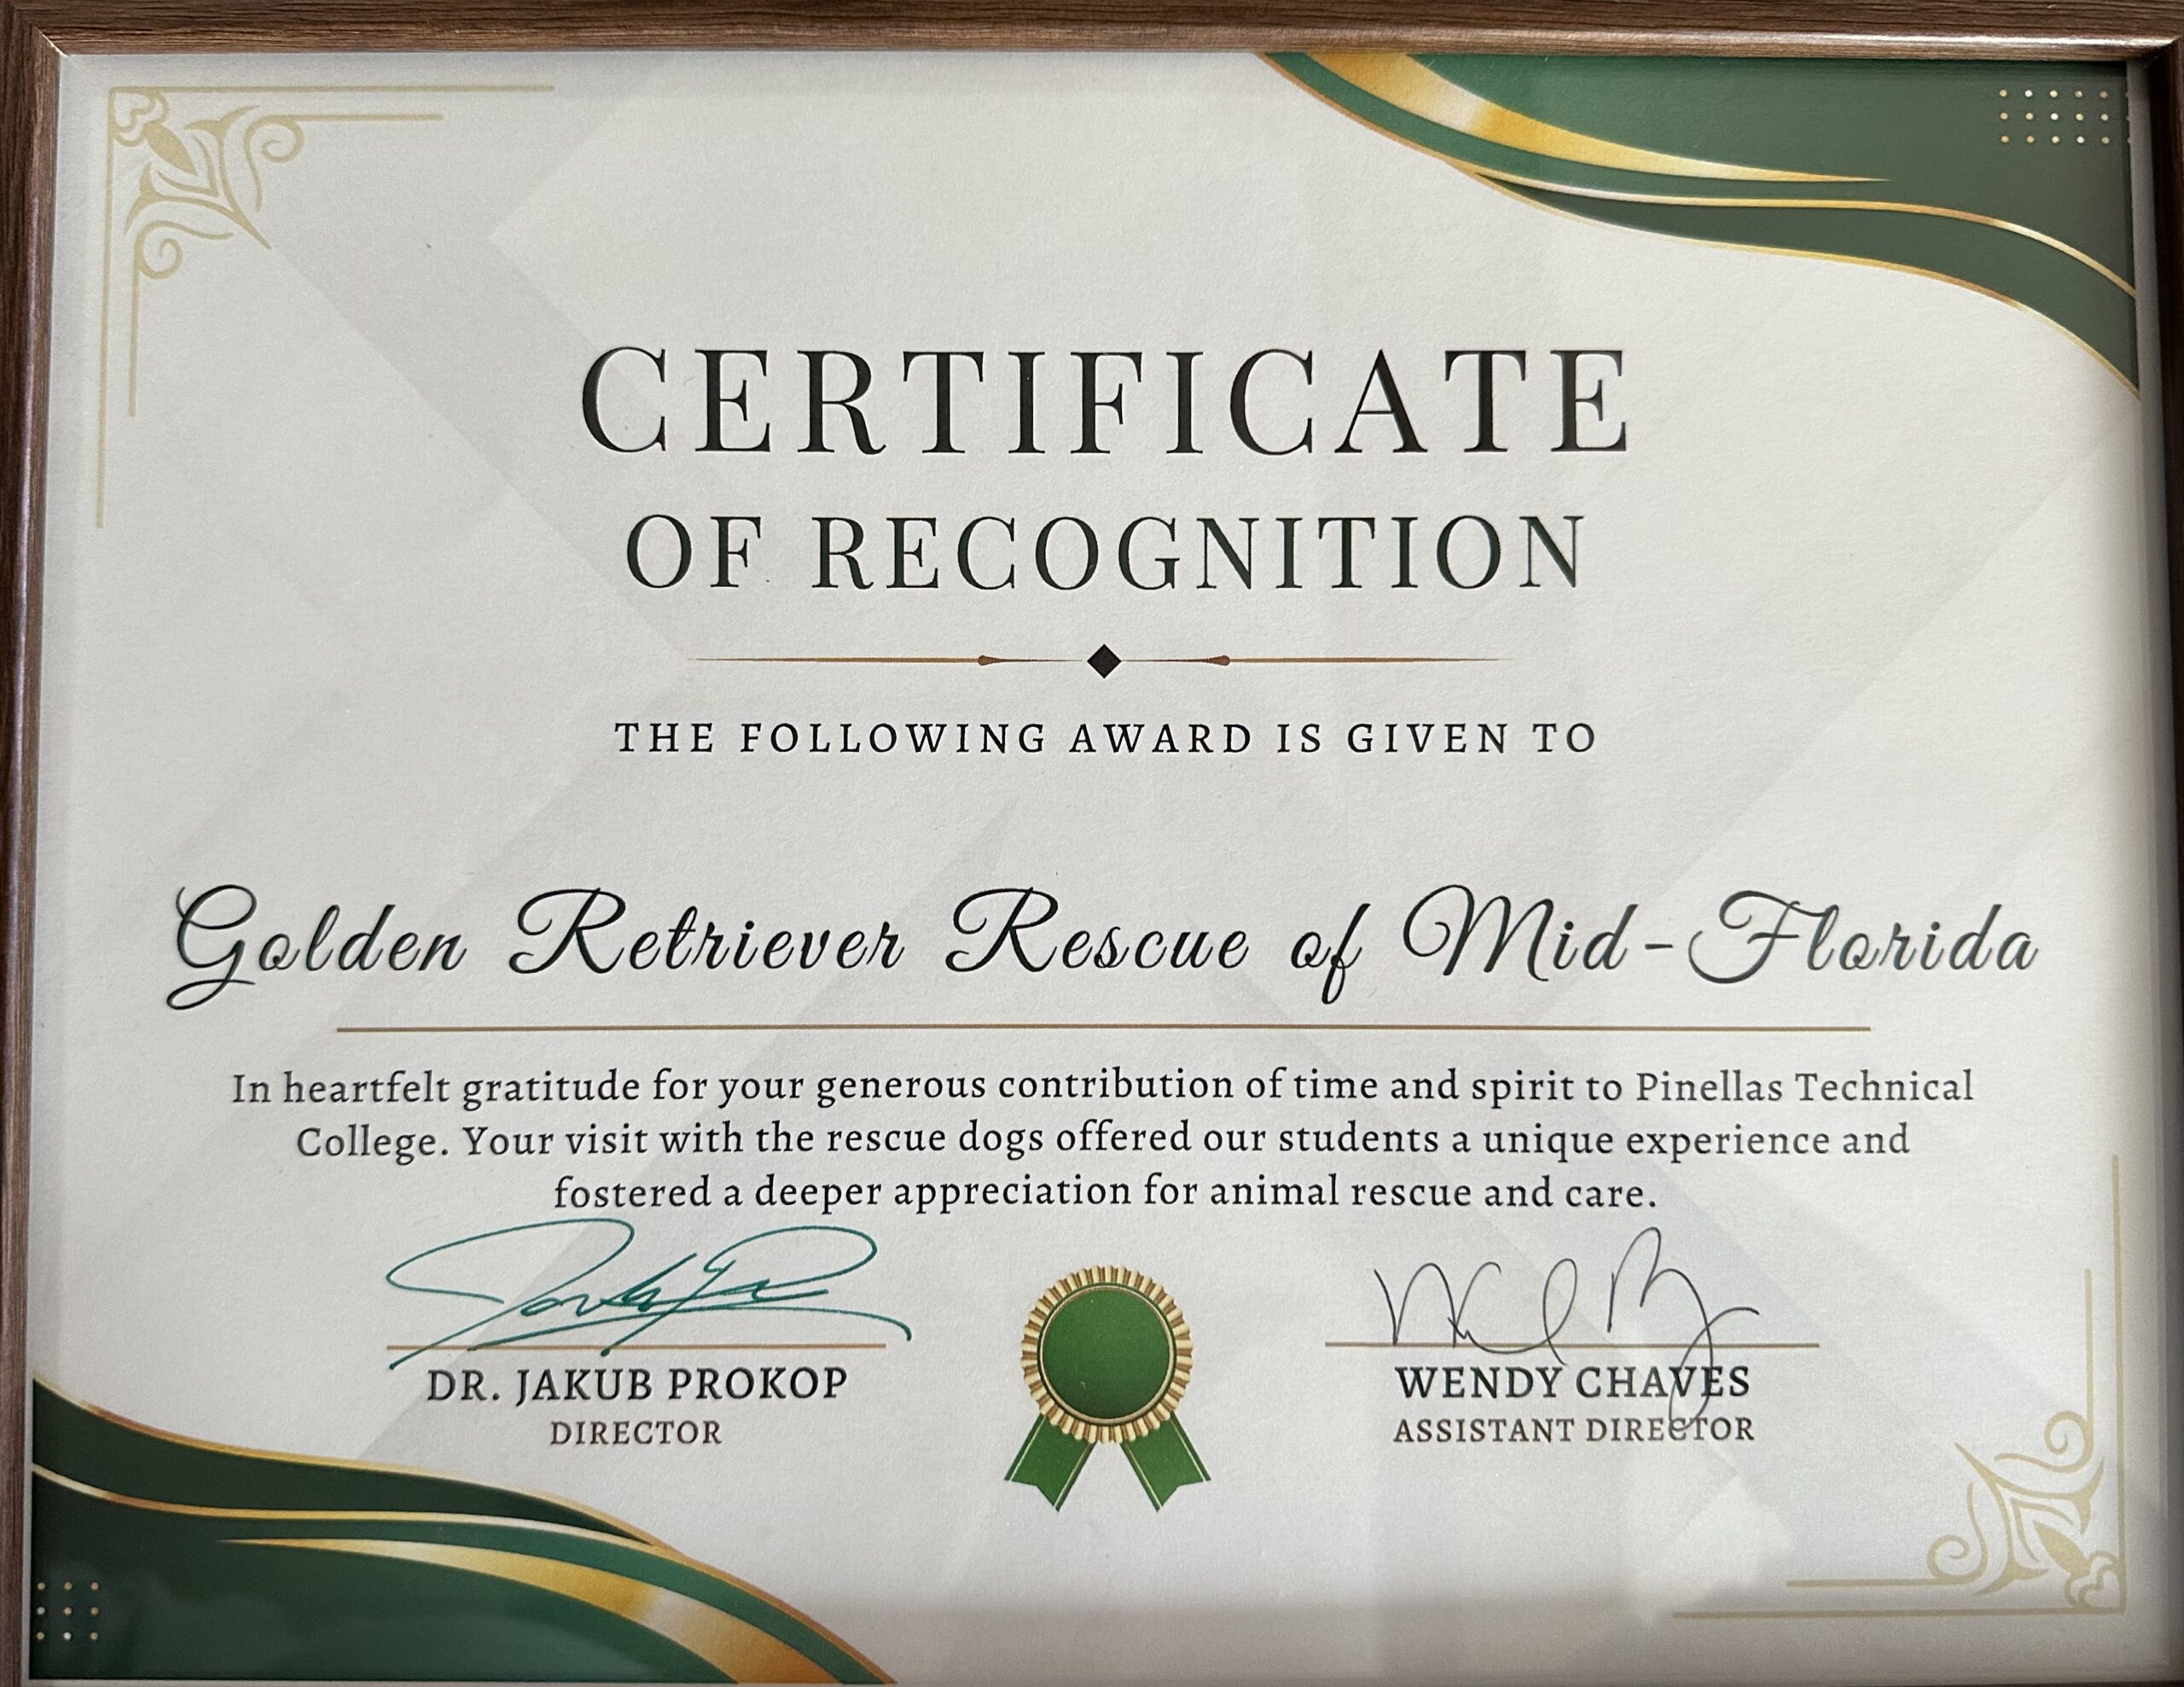 CERTIFICATE
OF RECOGNITION
THE FOLLOWING AWARD IS GIVEN TO
Golden Retriever Rescue of Mid-Florida
In heartfelt gratitude for your generous contribution of time and spirit to Pinellas Technical
College. Your visit with the rescue dogs offered our students a unique experience and
fostered a deeper appreciation for animal rescue and care.
DR. JAKUB PROKOP
DIRECTOR
WENDY CHAVES
ASSISTANT DIRECTOR